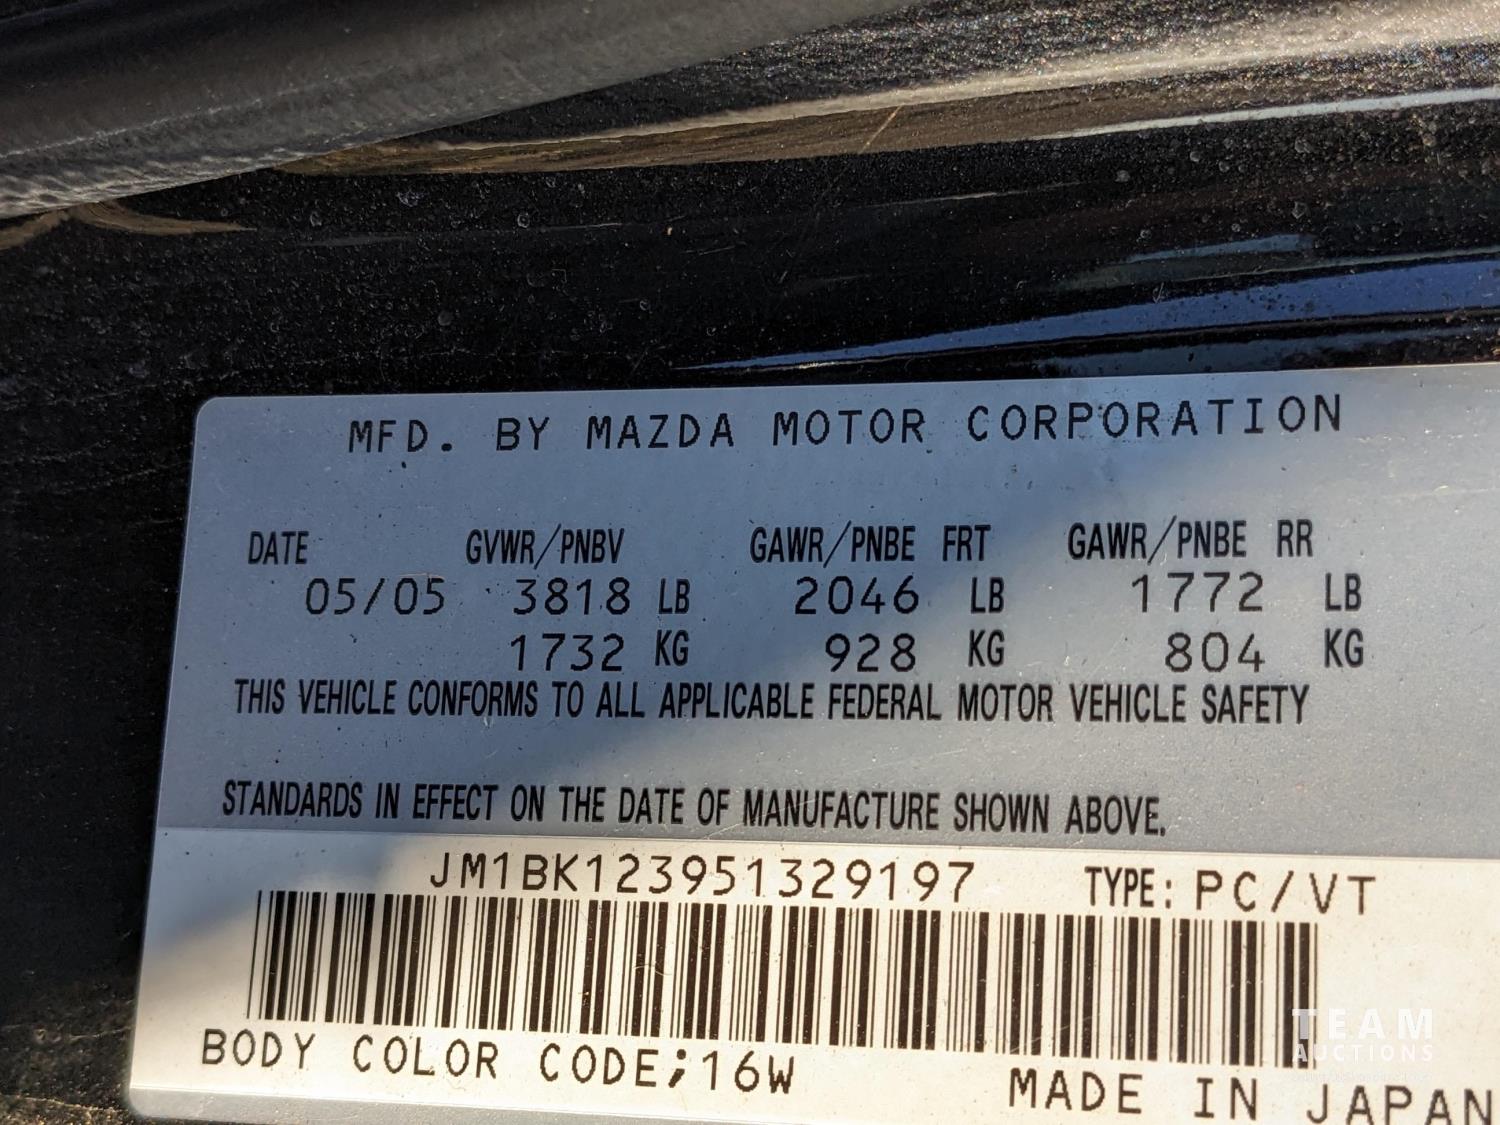 MFD. BY MAZDA MOTOR CORPORATION
DATE GVWR/PNBV GAWR/PNBE FRT GAWR/PNBE RR
05/05 3818 LB 2046 LB 1772 LB
1732 KG 928 KG 804 KG
THIS VEHICLE CONFORMS TO ALL APPLICABLE FEDERAL MOTOR VEHICLE SAFETY
STANDARDS IN EFFECT ON THE DATE OF MANUFACTURE SHOWN ABOVE.
JM1BK123951329197 TYPE: PC/VT
BODY COLOR CODE;16W
MADE IN JAPAN
TEAM
AUCTIONS